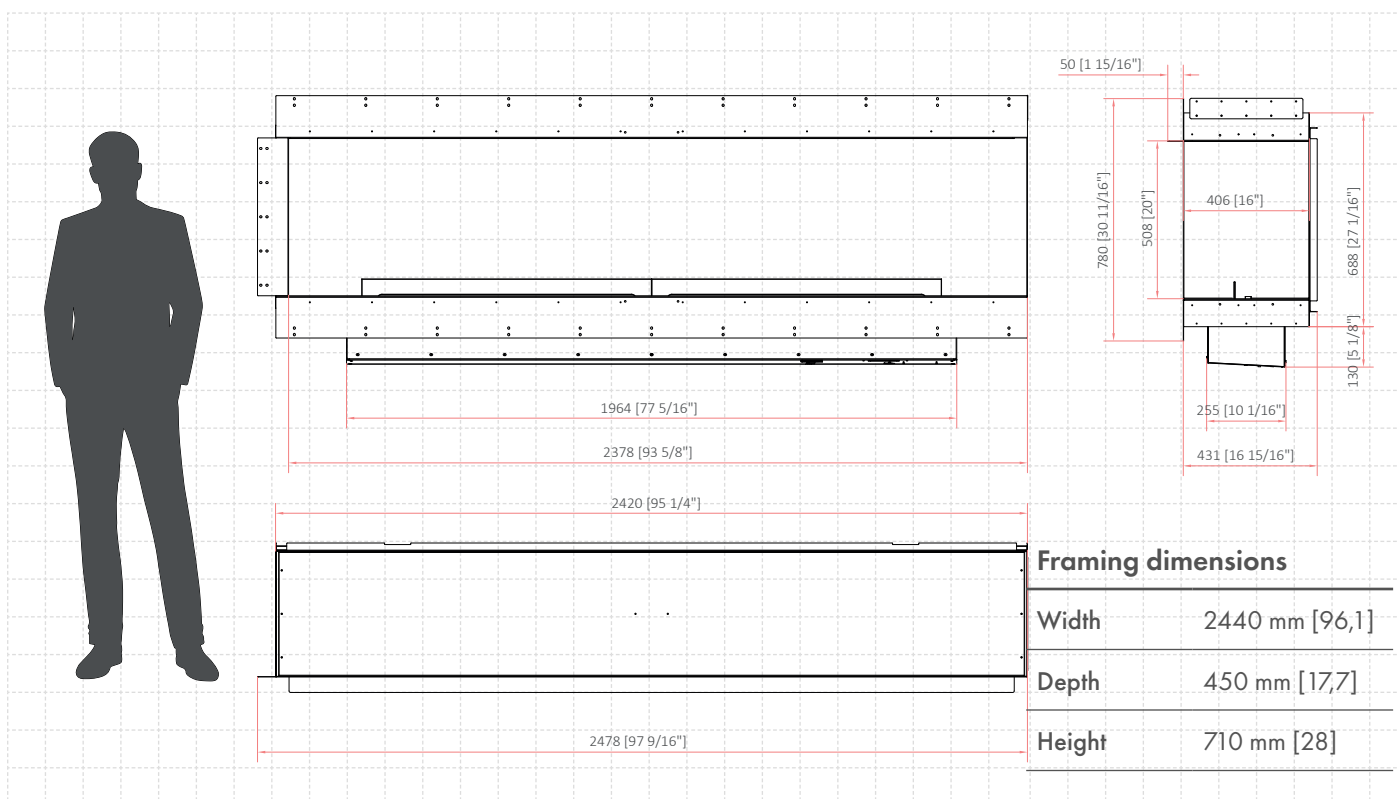 50 [1 15/16"]
780 [30 11/16"]
508 [20"]
406 [16"]
688 [27 1/16"]
130 [5 1/8"]
255 [10 1/16"]
431 [16 15/16"]
1964 [77 5/16"]
2378 [93 5/8"]
2420 [95 1/4"]
2478 [97 9/16"]
Framing dimensions
Width 2440 mm [96,1]
Depth 450 mm [17,7]
Height 710 mm [28]